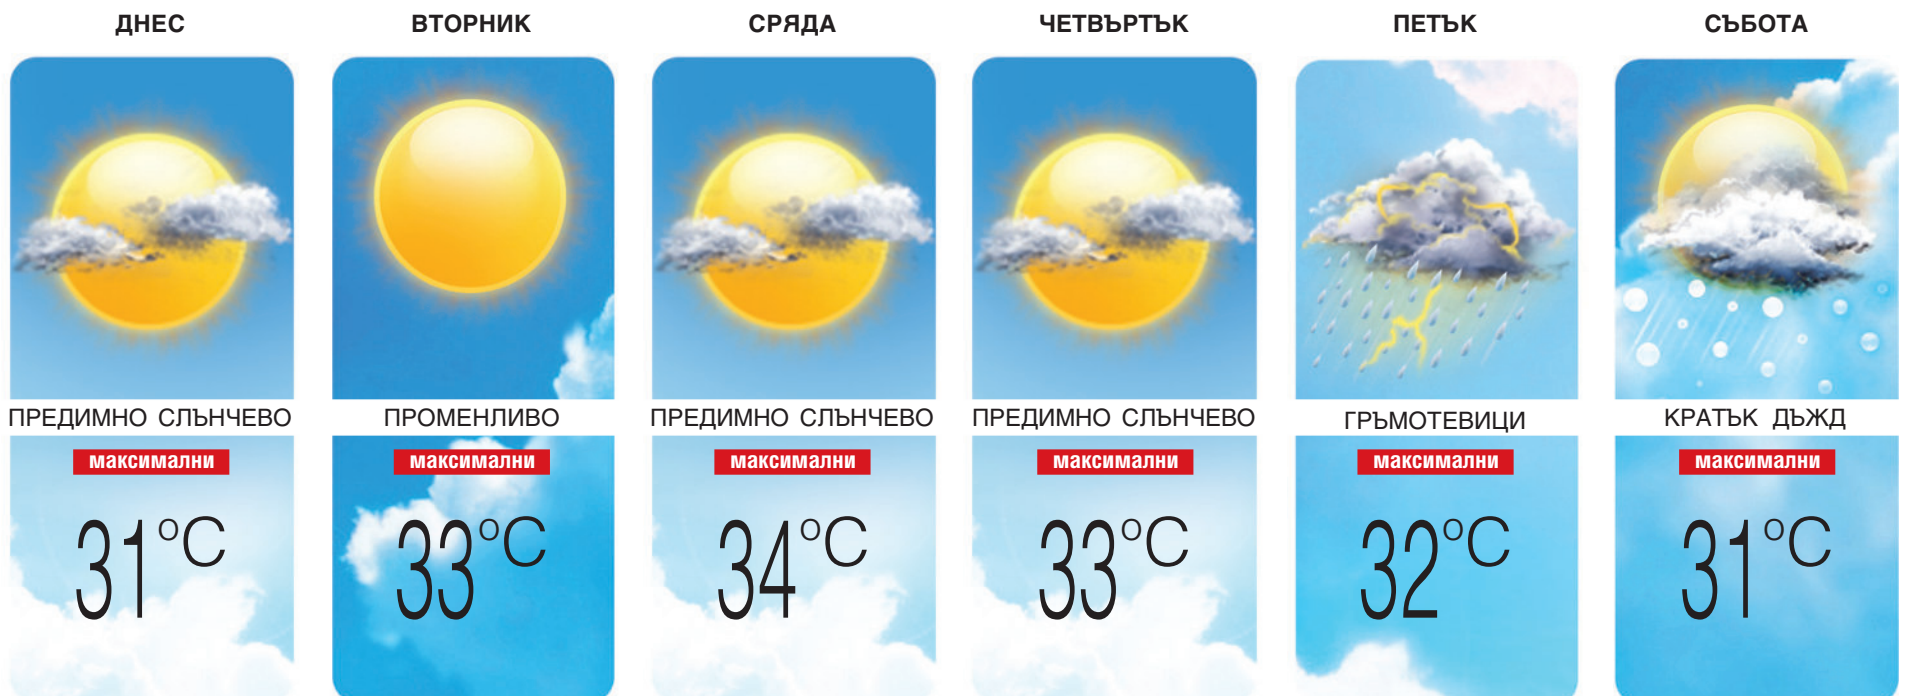 ДНЕС
ВТОРНИК
СРЯДА
ЧЕТВЪРТЪК
ПЕТЪК
СЪБОТА
ПРЕДИМНО СЛЪНЧЕВО
ПРОМЕНЛИВО
ПРЕДИМНО СЛЪНЧЕВО
ПРЕДИМНО СЛЪНЧЕВО
ГРЪМОТЕВИЦИ
КРАТЪК ДЪЖД
максимални
максимални
максимални
максимални
максимални
максимални
31°C
33°C
34°C
33°C
32°C
31°C